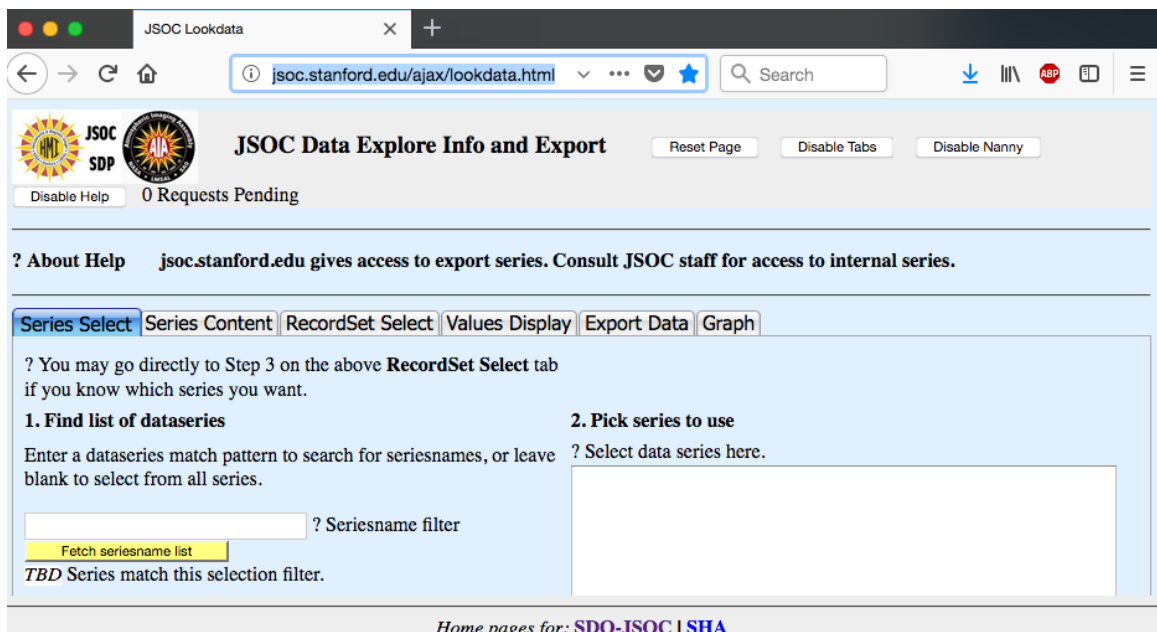 JSOC Lookdata
jsoc.stanford.edu/ajax/lookdata.html
Search
ABP
HMI
JSOC
SDP
AIA
JSOC Data Explore Info and Export
Reset Page
Disable Tabs
Disable Nanny
Disable Help
0 Requests Pending
? About Help jsoc.stanford.edu gives access to export series. Consult JSOC staff for access to internal series.
Series Select Series Content RecordSet Select Values Display Export Data Graph
? You may go directly to Step 3 on the above RecordSet Select tab
if you know which series you want.
1. Find list of dataseries
Enter a dataseries match pattern to search for seriesnames, or leave
blank to select from all series.
? Seriesname filter
Fetch seriesname list
TBD Series match this selection filter.
2. Pick series to use
? Select data series here.
Home pages for: SDO-JSOC | SHA